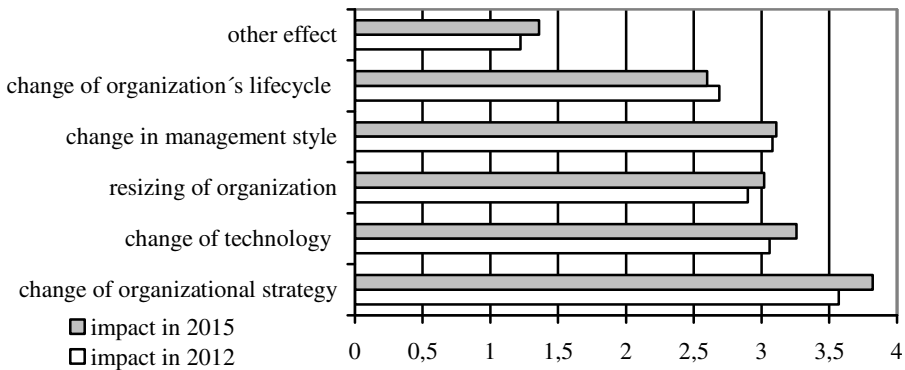 other effect
change of organization´s lifecycle
change in management style
resizing of organization
change of technology
change of organizational strategy
impact in 2015
impact in 2012
0 0,5 1 1,5 2 2,5 3 3,5 4